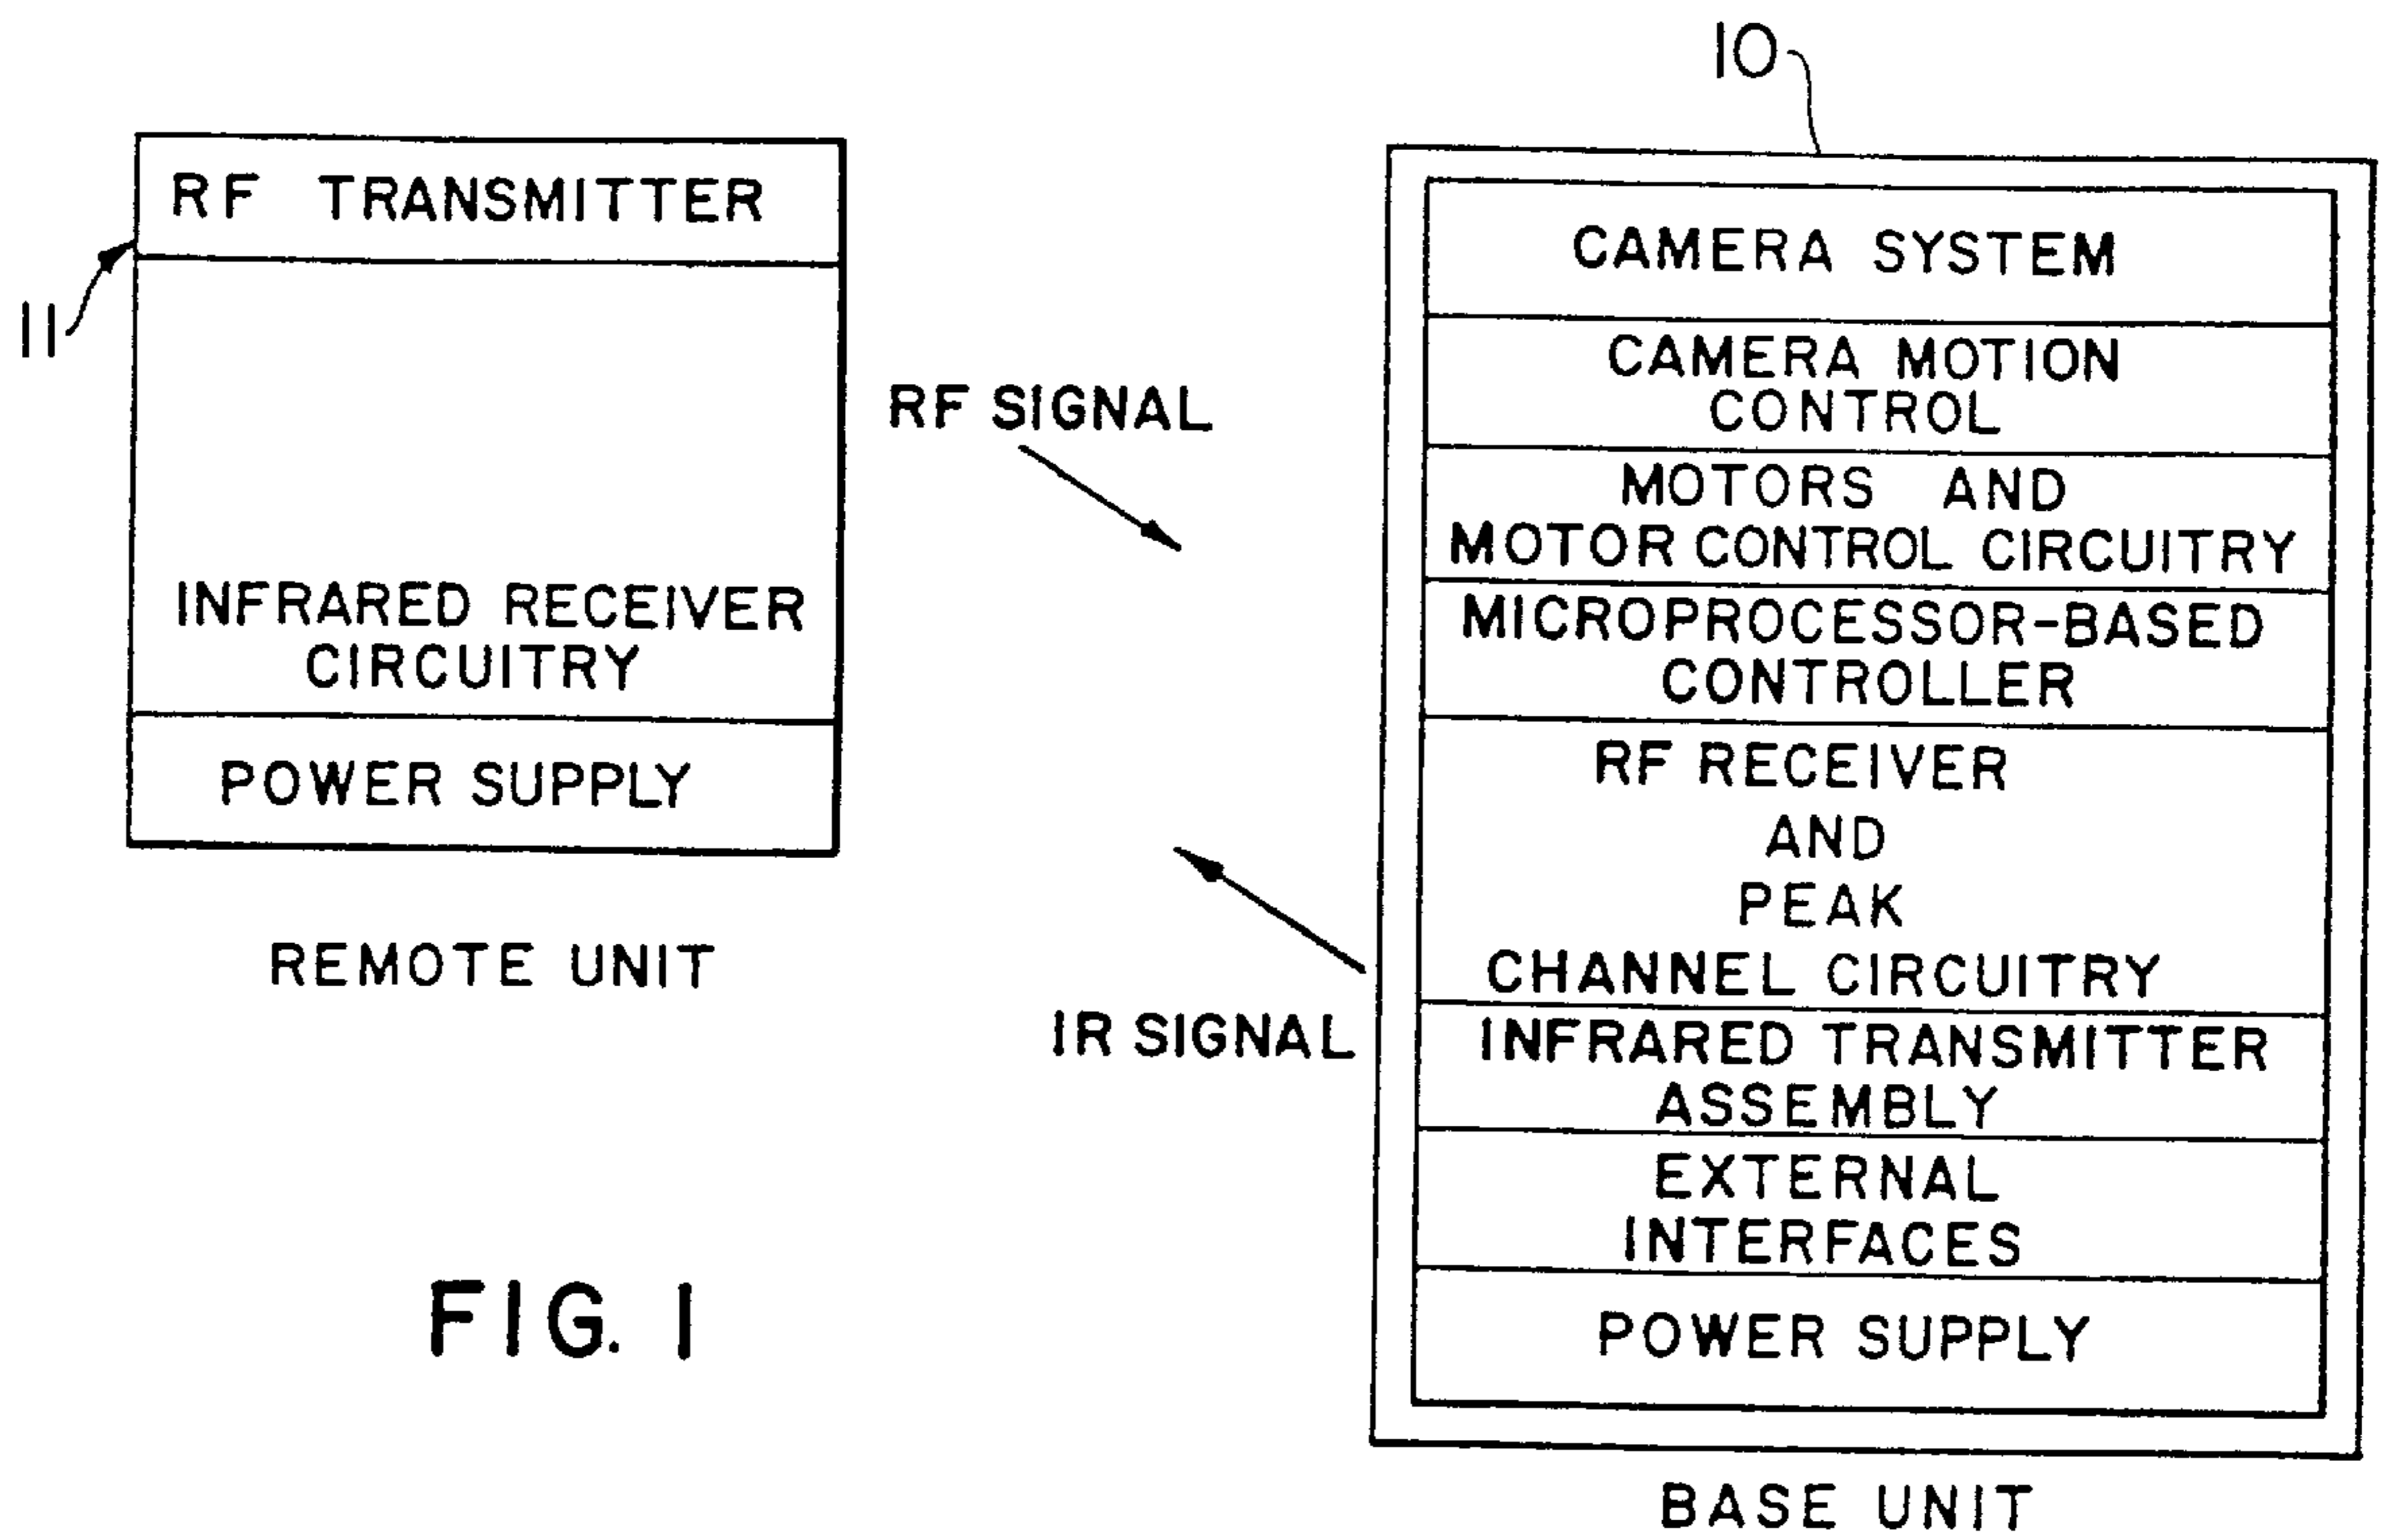 10
RF TRANSMITTER
11
INFRARED RECEIVER
CIRCUITRY
POWER SUPPLY
REMOTE UNIT
RF SIGNAL
IR SIGNAL
CAMERA SYSTEM
CAMERA MOTION
CONTROL
MOTORS AND
MOTOR CONTROL CIRCUITRY
MICROPROCESSOR-BASED
CONTROLLER
RF RECEIVER
AND
PEAK
CHANNEL CIRCUITRY
INFRARED TRANSMITTER
ASSEMBLY
EXTERNAL
INTERFACES
POWER SUPPLY
BASE UNIT
FIG. 1